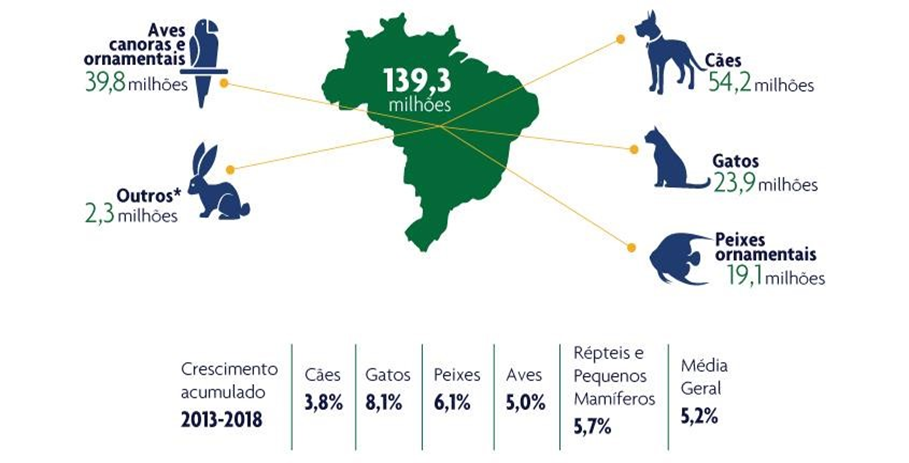 Aves
canoras e
ornamentais
39,8 milhões
139,3
milhões
Cães
54,2 milhões
Outros*
2,3 milhões
Gatos
23,9 milhões
Peixes
ornamentais
19,1 milhões
Crescimento
acumulado
2013-2018
Cães
3,8%
Gatos
8,1%
Peixes
6,1%
Aves
5,0%
Répteis e
Pequenos
Mamíferos
5,7%
Média
Geral
5,2%